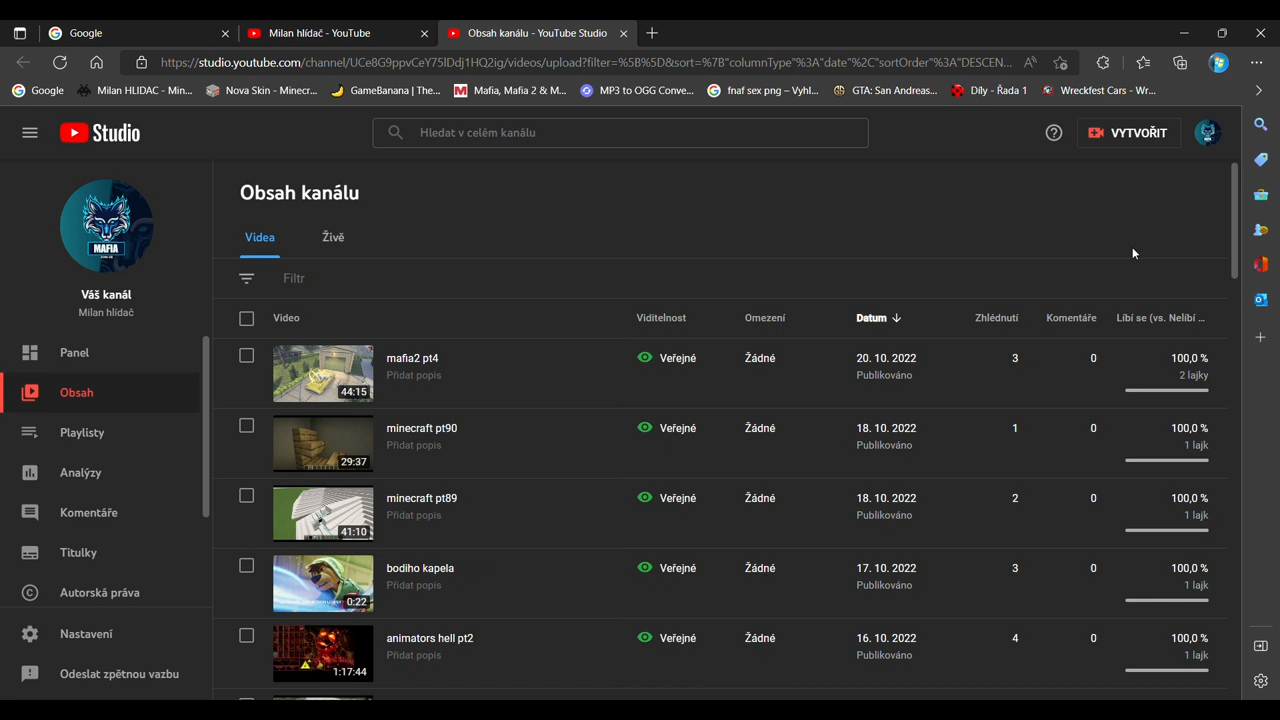 Google
Milan hlídač - YouTube
Obsah kanálu - YouTube Studio
https://studio.youtube.com/channel/UCe8G9ppvCeY75lDdj1HQ2ig/videos/upload?filter=%5B%5D&sort=%7B"columnType"%3A"date"%2C"sortOrder"%3A"DESCEN...
Google
Milan HLIDAC - Min...
Nova Skin - Minecr...
GameBanana | The...
Mafia, Mafia 2 & M...
MP3 to OGG Conve...
fnaf sex png – Vyhl...
GTA: San Andreas...
Díly - Řada 1
Wreckfest Cars - Wr...
Studio
Hledat v celém kanálu
VYTVOŘIT
MAFIA
Váš kanál
Milan hlídač
Panel
Obsah
Playlisty
Analýzy
Komentáře
Titulky
Autorská práva
Nastavení
Odeslat zpětnou vazbu
Obsah kanálu
Videa Živě
Filtr
Video Viditelnost Omezení Datum Zhlédnutí Komentáře Líbí se (vs. Nelíbí ...
mafia2 pt4 Veřejné Žádné 20. 10. 2022 3 0 100,0 %
Přidat popis Publikováno 2 lajky
44:15
minecraft pt90 Veřejné Žádné 18. 10. 2022 1 0 100,0 %
Přidat popis Publikováno 1 lajk
29:37
minecraft pt89 Veřejné Žádné 18. 10. 2022 2 0 100,0 %
Přidat popis Publikováno 1 lajk
41:10
bodiho kapela Veřejné Žádné 17. 10. 2022 3 0 100,0 %
Přidat popis Publikováno 1 lajk
0:22
animators hell pt2 Veřejné Žádné 16. 10. 2022 4 0 100,0 %
Přidat popis Publikováno 1 lajk
1:17:44